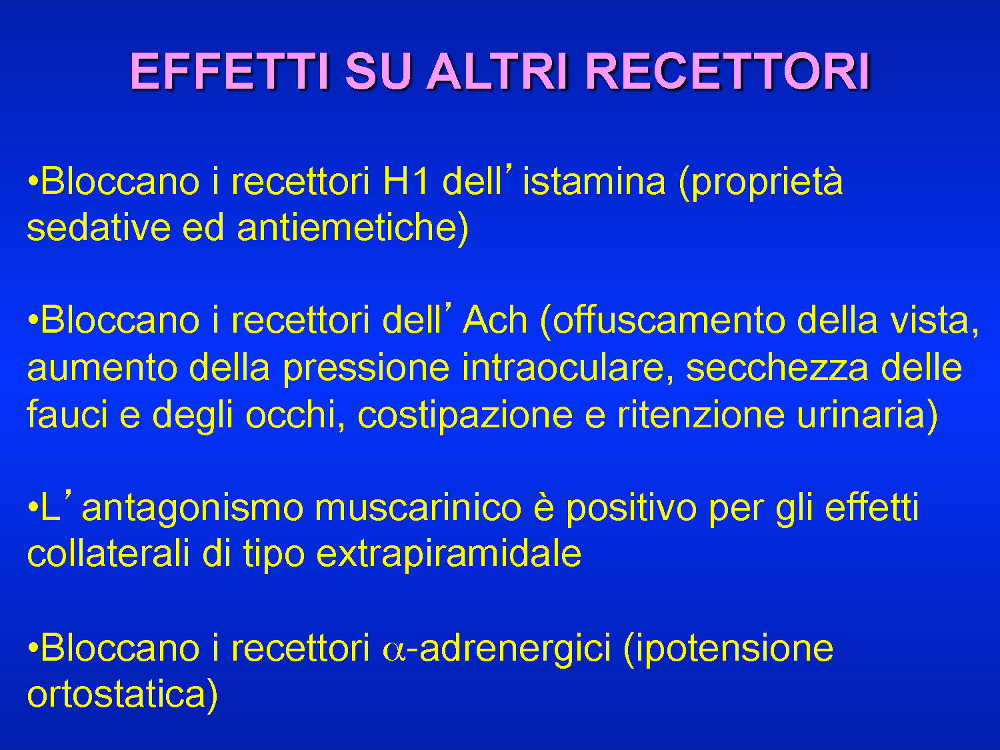 EFFETTI SU ALTRI RECETTORI
•Bloccano i recettori H1 dell’istamina (proprietà
sedative ed antiemetiche)
•Bloccano i recettori dell’Ach (offuscamento della vista,
aumento della pressione intraoculare, secchezza delle
fauci e degli occhi, costipazione e ritenzione urinaria)
•L’antagonismo muscarinico è positivo per gli effetti
collaterali di tipo extrapiramidale
•Bloccano i recettori α-adrenergici (ipotensione
ortostatica)